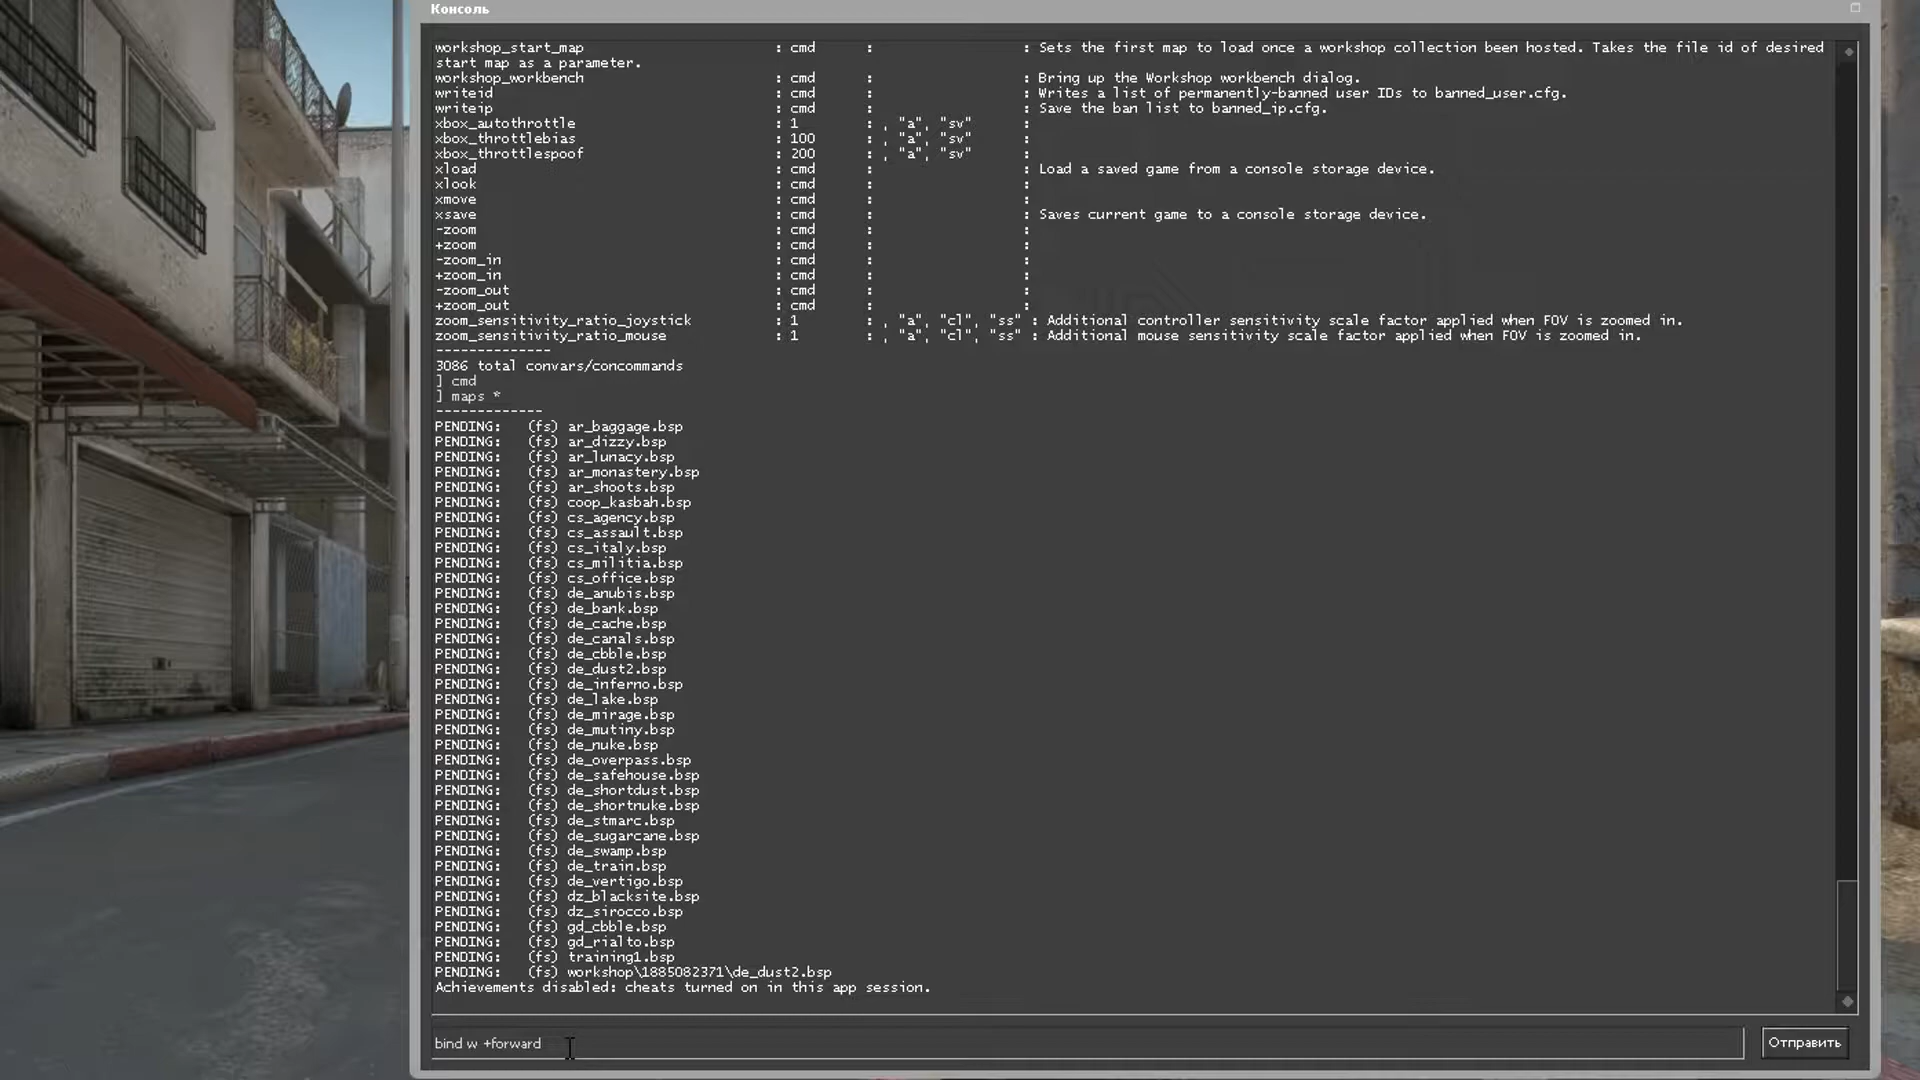 Консоль
workshop_start_map : cmd : : Sets the first map to load once a workshop collection been hosted. Takes the file id of desired
start map as a parameter.
workshop_workbench : cmd : : Bring up the Workshop workbench dialog.
writeid : cmd : : Writes a list of permanently-banned user IDs to banned_user.cfg.
writeip : cmd : : Save the ban list to banned_ip.cfg.
xbox_autothrottle : 1 : , "a", "sv" :
xbox_throttlebias : 100 : , "a", "sv" :
xbox_throttlespoof : 200 : , "a", "sv" :
xload : cmd : : Load a saved game from a console storage device.
xlook : cmd : :
xmove : cmd : :
xsave : cmd : : Saves current game to a console storage device.
-zoom : cmd : :
+zoom : cmd : :
-zoom_in : cmd : :
+zoom_in : cmd : :
-zoom_out : cmd : :
+zoom_out : cmd : :
zoom_sensitivity_ratio_joystick : 1 : , "a", "cl", "ss" : Additional controller sensitivity scale factor applied when FOV is zoomed in.
zoom_sensitivity_ratio_mouse : 1 : , "a", "cl", "ss" : Additional mouse sensitivity scale factor applied when FOV is zoomed in.
--------------
3086 total convars/concommands
] cmd
] maps *
-------------
PENDING: (fs) ar_baggage.bsp
PENDING: (fs) ar_dizzy.bsp
PENDING: (fs) ar_lunacy.bsp
PENDING: (fs) ar_monastery.bsp
PENDING: (fs) ar_shoots.bsp
PENDING: (fs) coop_kasbah.bsp
PENDING: (fs) cs_agency.bsp
PENDING: (fs) cs_assault.bsp
PENDING: (fs) cs_italy.bsp
PENDING: (fs) cs_militia.bsp
PENDING: (fs) cs_office.bsp
PENDING: (fs) de_anubis.bsp
PENDING: (fs) de_bank.bsp
PENDING: (fs) de_cache.bsp
PENDING: (fs) de_canals.bsp
PENDING: (fs) de_cbble.bsp
PENDING: (fs) de_dust2.bsp
PENDING: (fs) de_inferno.bsp
PENDING: (fs) de_lake.bsp
PENDING: (fs) de_mirage.bsp
PENDING: (fs) de_mutiny.bsp
PENDING: (fs) de_nuke.bsp
PENDING: (fs) de_overpass.bsp
PENDING: (fs) de_safehouse.bsp
PENDING: (fs) de_shortdust.bsp
PENDING: (fs) de_shortnuke.bsp
PENDING: (fs) de_stmarc.bsp
PENDING: (fs) de_sugarcane.bsp
PENDING: (fs) de_swamp.bsp
PENDING: (fs) de_train.bsp
PENDING: (fs) de_vertigo.bsp
PENDING: (fs) dz_blacksite.bsp
PENDING: (fs) dz_sirocco.bsp
PENDING: (fs) gd_cbble.bsp
PENDING: (fs) gd_rialto.bsp
PENDING: (fs) training1.bsp
PENDING: (fs) workshop\1885082371\de_dust2.bsp
Achievements disabled: cheats turned on in this app session.
bind w +forward
Отправить